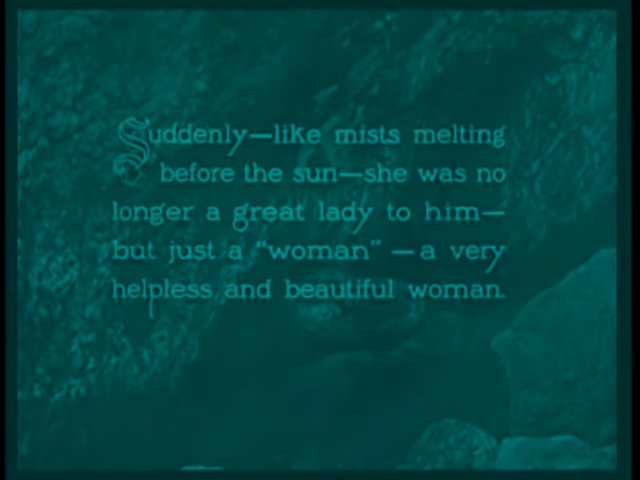 Suddenly—like mists melting
before the sun—she was no
longer a great lady to him—
but just a “woman” — a very
helpless and beautiful woman.